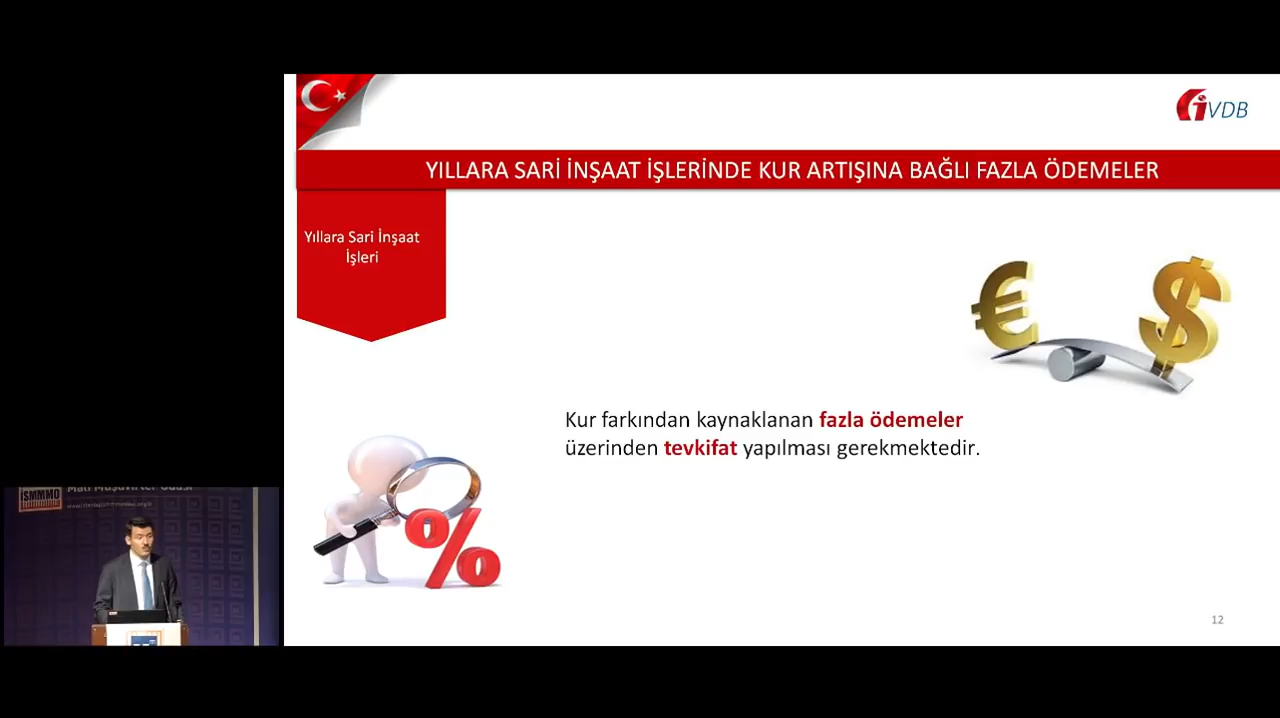 iVDB
YILLARA SARİ İNŞAAT İŞLERİNDE KUR ARTIŞINA BAĞLI FAZLA ÖDEMELER
Yıllara Sari İnşaat
İşleri
Kur farkından kaynaklanan fazla ödemeler
üzerinden tevkifat yapılması gerekmektedir.
%
12
İSMMMO
Mali Müşavirler Odası